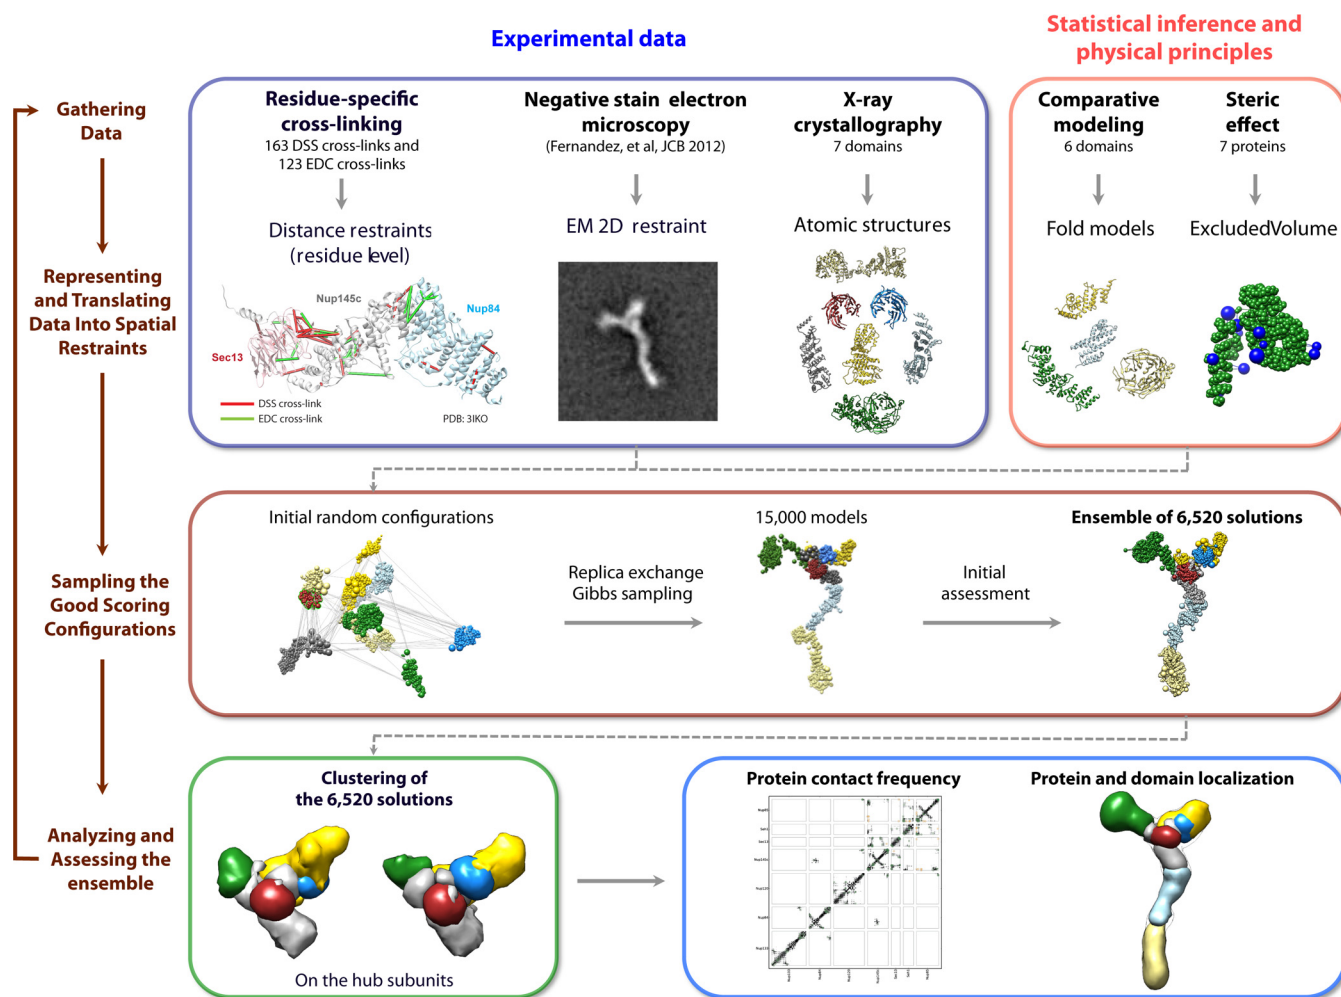 Experimental data
Statistical inference and
physical principles
Gathering
Data
Representing
and Translating
Data Into Spatial
Restraints
Sampling the
Good Scoring
Configurations
Analyzing and
Assessing the
ensemble
Residue-specific
cross-linking
163 DSS cross-links and
123 EDC cross-links
Distance restraints
(residue level)
Nup145c
Nup84
Sec13
DSS cross-link
EDC cross-link
PDB: 3IKO
Negative stain electron
microscopy
(Fernandez, et al, JCB 2012)
EM 2D restraint
X-ray
crystallography
7 domains
Atomic structures
Comparative
modeling
6 domains
Fold models
Steric
effect
7 proteins
ExcludedVolume
Initial random configurations
Replica exchange
Gibbs sampling
15,000 models
Initial
assessment
Ensemble of 6,520 solutions
Clustering of
the 6,520 solutions
On the hub subunits
Protein contact frequency
Protein and domain localization